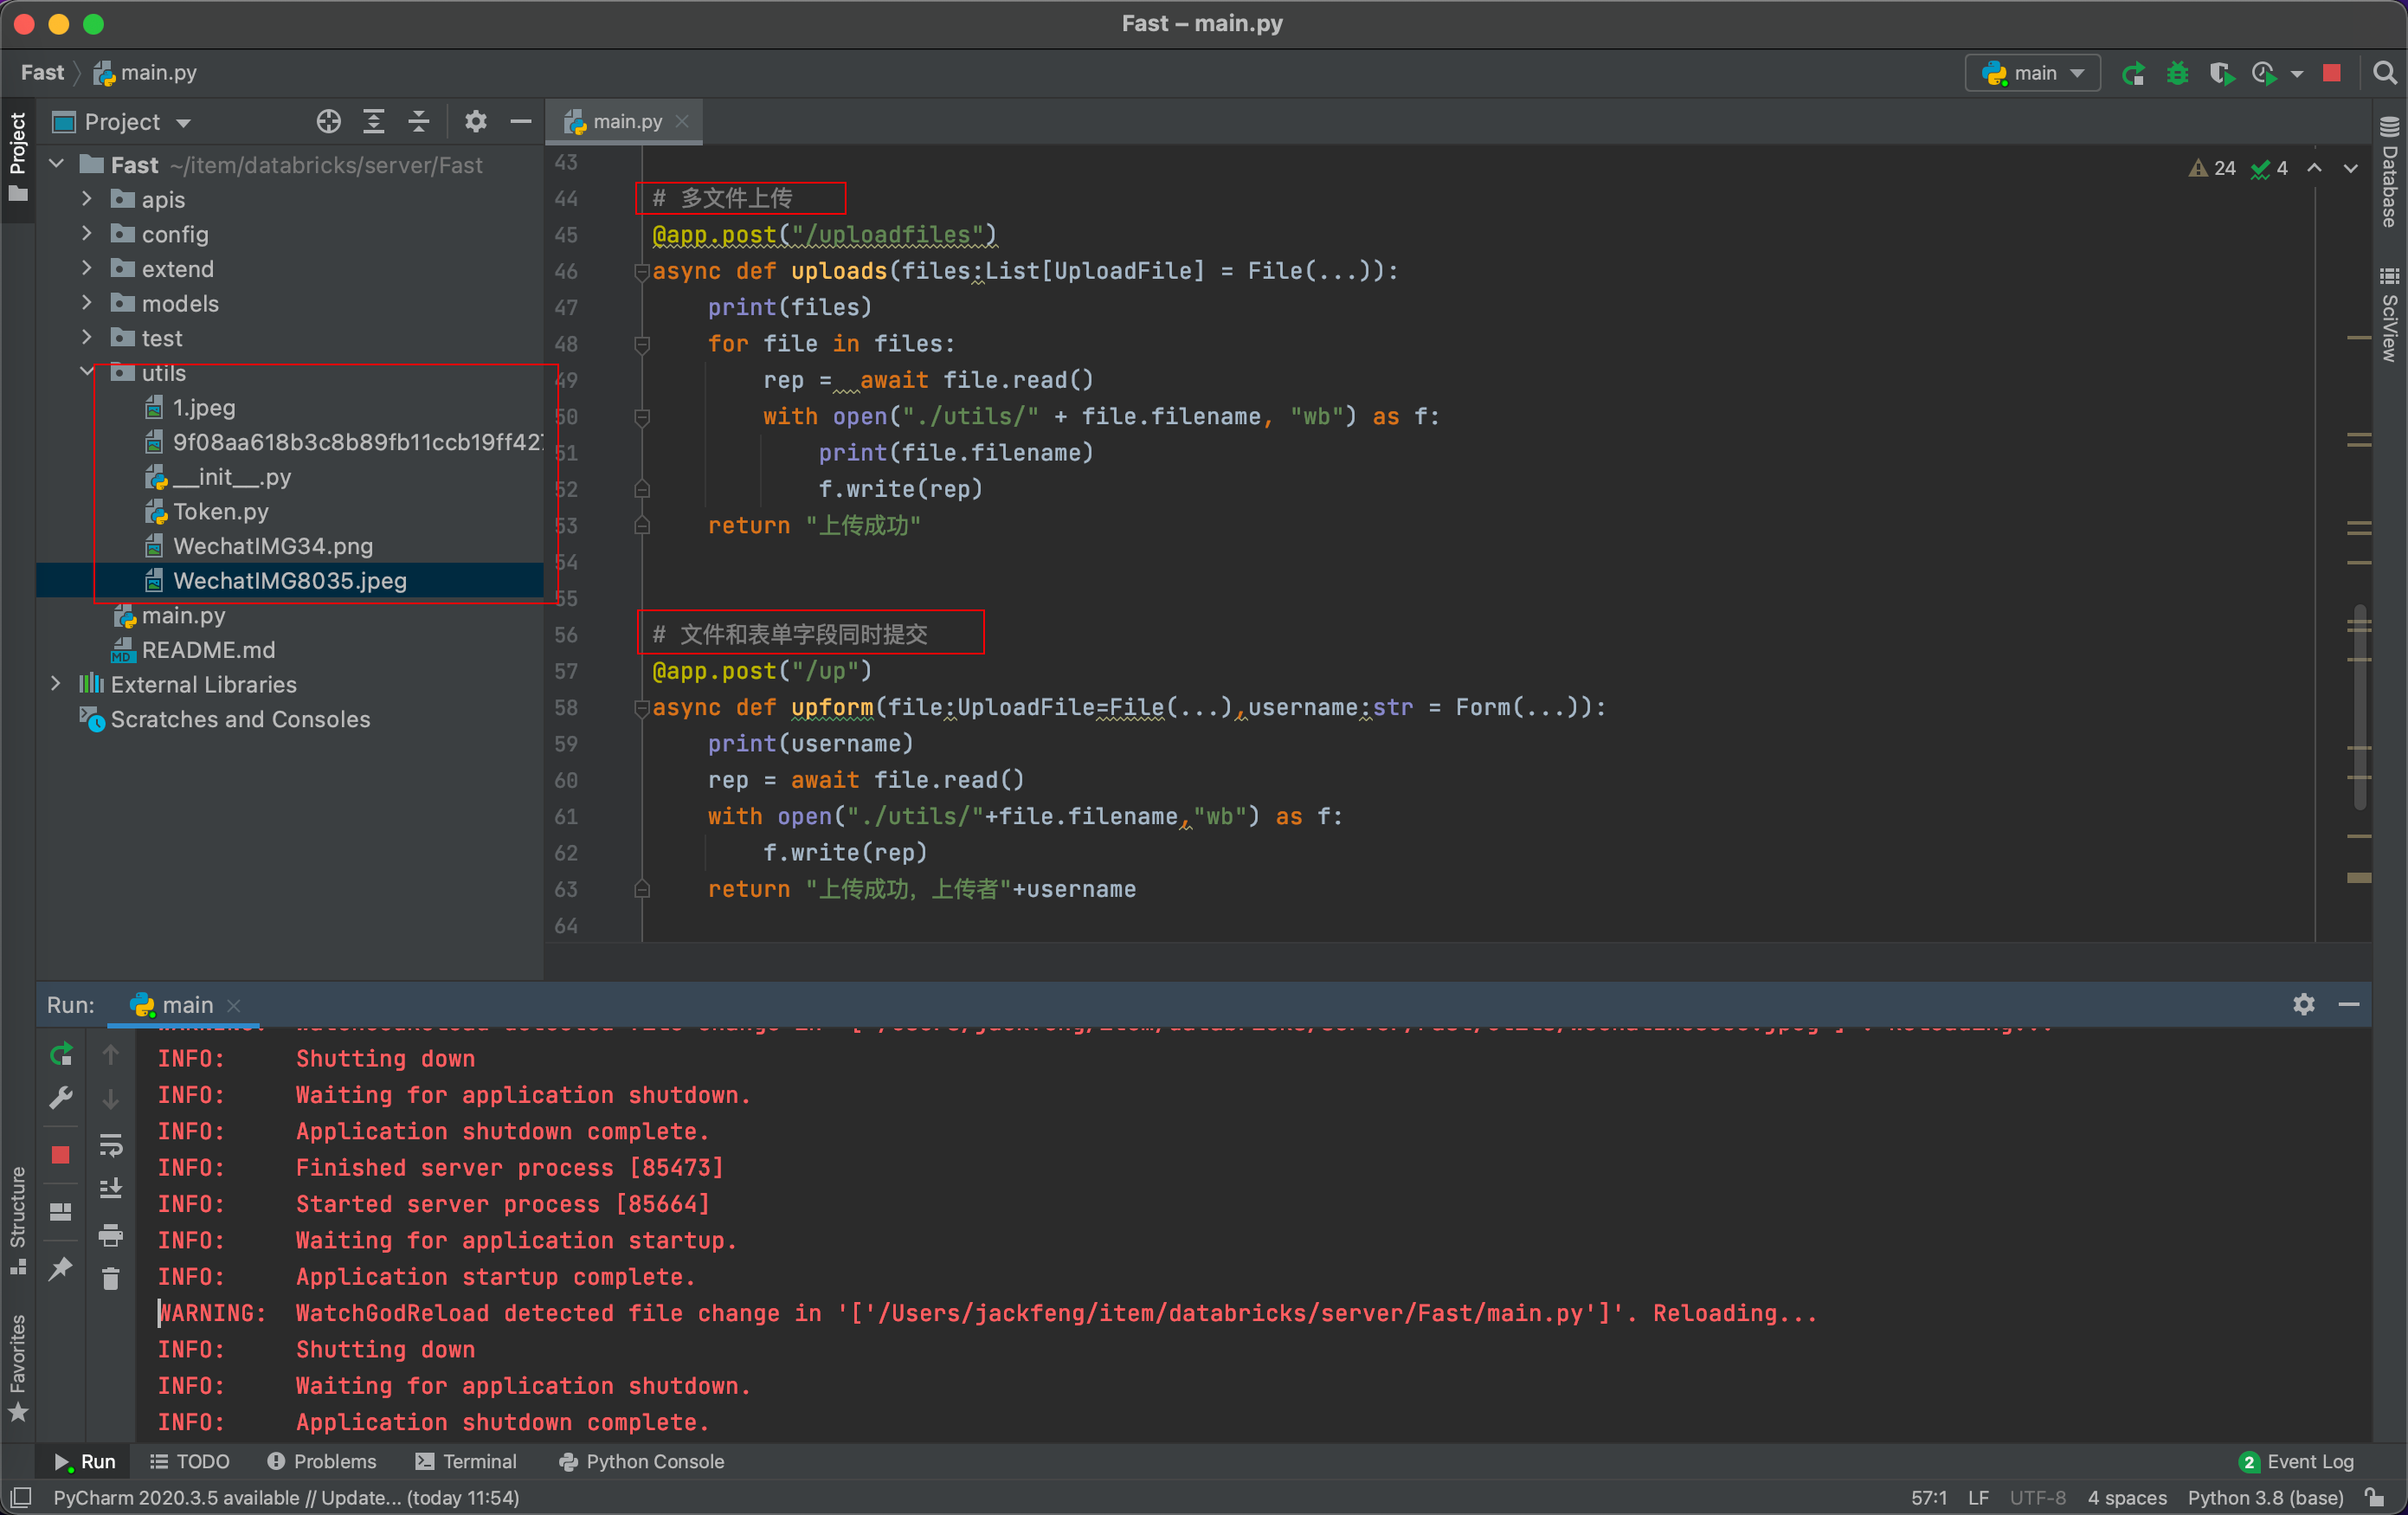 Fast – main.py
Fast main.py
main
Project
Project
main.py
Fast ~/item/databricks/server/Fast
apis
config
extend
models
test
utils
1.jpeg
9f08aa618b3c8b89fb11ccb19ff427
__init__.py
Token.py
WechatIMG34.png
WechatIMG8035.jpeg
main.py
MD README.md
External Libraries
Scratches and Consoles
24 4
43
44 # 多文件上传
45 @app.post("/uploadfiles")
46 async def uploads(files:List[UploadFile] = File(...)):
47 print(files)
48 for file in files:
49 rep = await file.read()
50 with open("./utils/" + file.filename, "wb") as f:
51 print(file.filename)
52 f.write(rep)
53 return "上传成功"
54
55
56 # 文件和表单字段同时提交
57 @app.post("/up")
58 async def upform(file:UploadFile=File(...),username:str = Form(...)):
59 print(username)
60 rep = await file.read()
61 with open("./utils/"+file.filename,"wb") as f:
62 f.write(rep)
63 return "上传成功，上传者"+username
64
Database
SciView
Run: main
INFO: Shutting down
INFO: Waiting for application shutdown.
INFO: Application shutdown complete.
INFO: Finished server process [85473]
INFO: Started server process [85664]
INFO: Waiting for application startup.
INFO: Application startup complete.
WARNING: WatchGodReload detected file change in '['/Users/jackfeng/item/databricks/server/Fast/main.py']'. Reloading...
INFO: Shutting down
INFO: Waiting for application shutdown.
INFO: Application shutdown complete.
Structure
Favorites
Run TODO Problems Terminal Python Console 2 Event Log
PyCharm 2020.3.5 available // Update... (today 11:54) 57:1 LF UTF-8 4 spaces Python 3.8 (base)